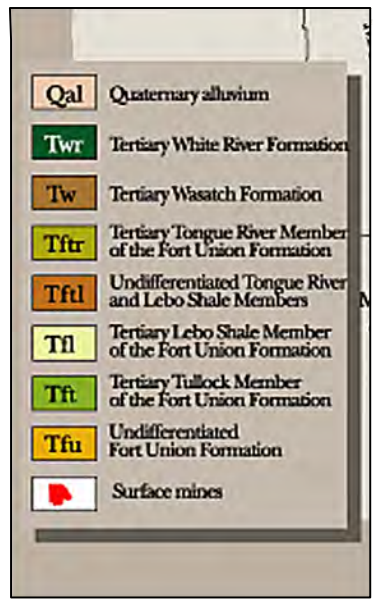 Qal Quaternary alluvium
Twr Tertiary White River Formation
Tw Tertiary Wasatch Formation
Tftr Tertiary Tongue River Member
of the Fort Union Formation
Tftl Undifferentiated Tongue River
and Lebo Shale Members
Tfl Tertiary Lebo Shale Member
of the Fort Union Formation
Tft Tertiary Tullock Member
of the Fort Union Formation
Tfu Undifferentiated
Fort Union Formation
Surface mines